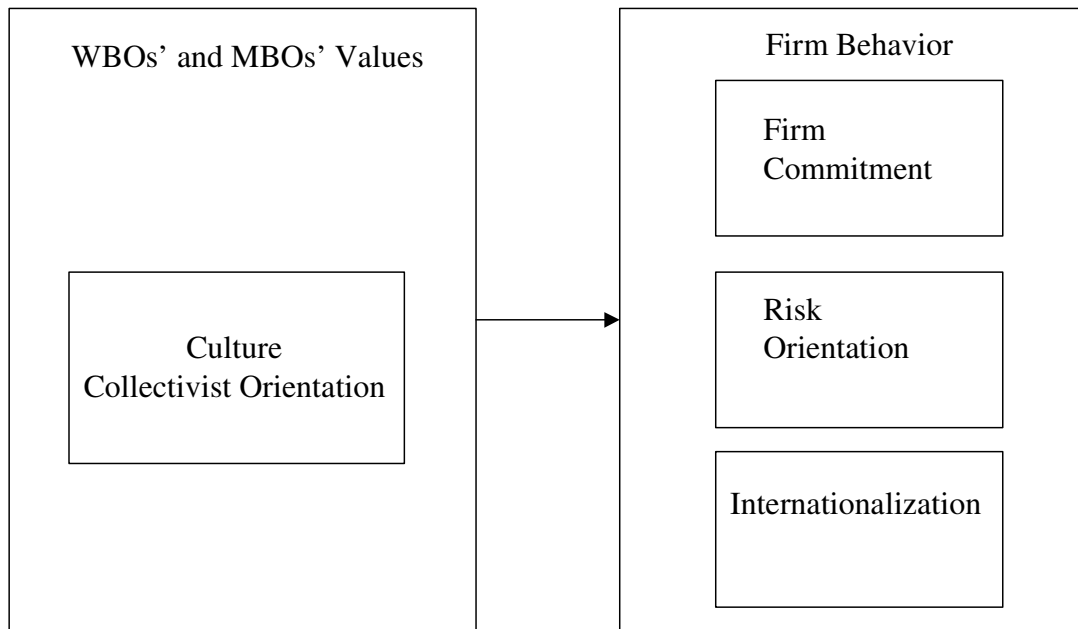 WBOs’ and MBOs’ Values
Culture
Collectivist Orientation
Firm Behavior
Firm
Commitment
Risk
Orientation
Internationalization